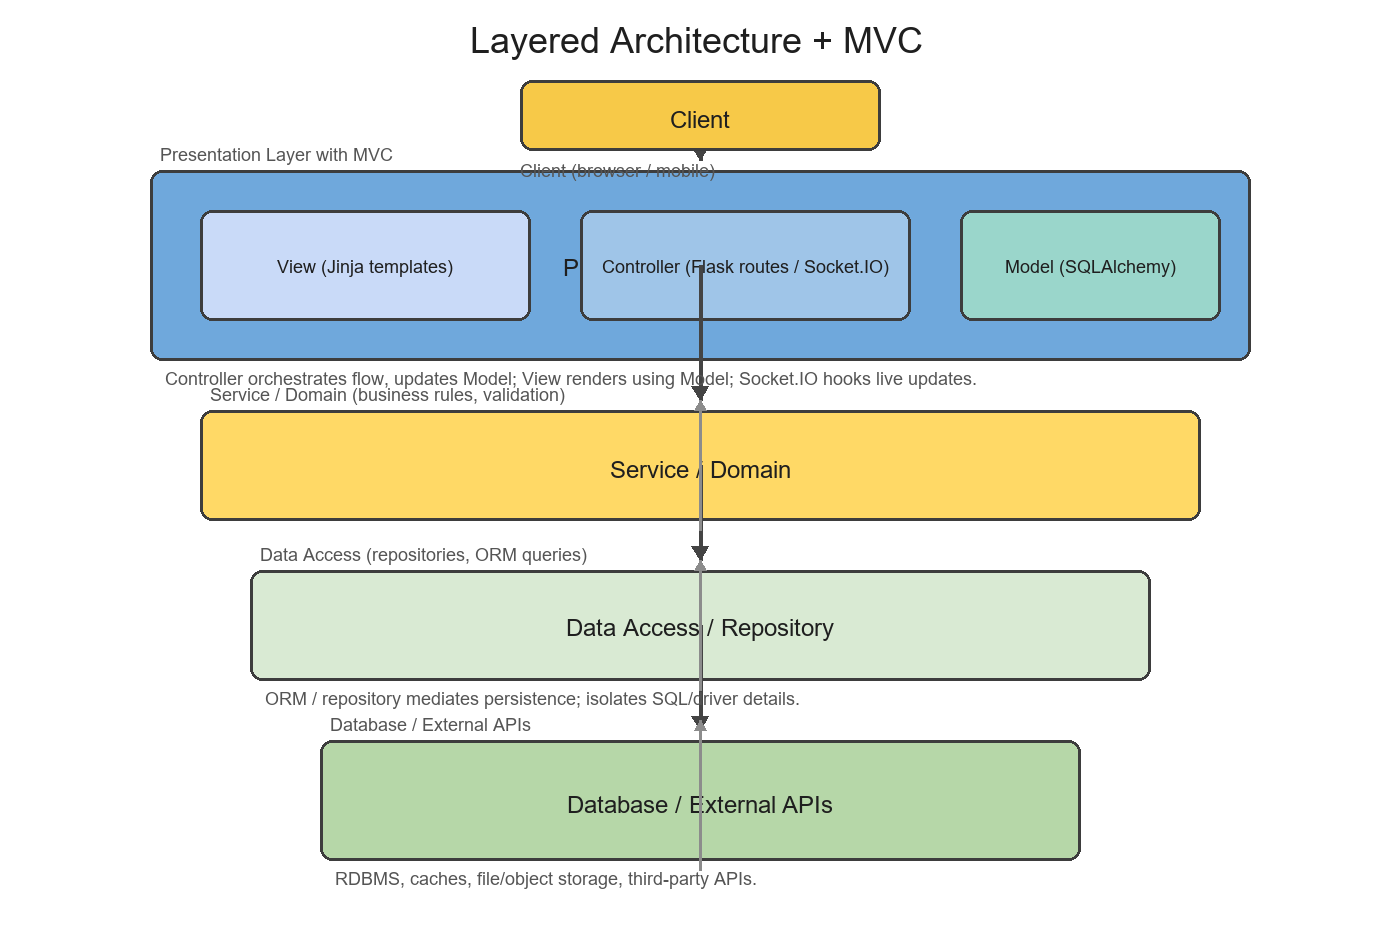 Layered Architecture + MVC
Client
Presentation Layer with MVC
Client (browser / mobile)
View (Jinja templates)
P
Controller (Flask routes / Socket.IO)
Model (SQLAlchemy)
Controller orchestrates flow, updates Model; View renders using Model; Socket.IO hooks live updates.
Service / Domain (business rules, validation)
Service / Domain
Data Access (repositories, ORM queries)
Data Access / Repository
ORM / repository mediates persistence; isolates SQL/driver details.
Database / External APIs
Database / External APIs
RDBMS, caches, file/object storage, third-party APIs.